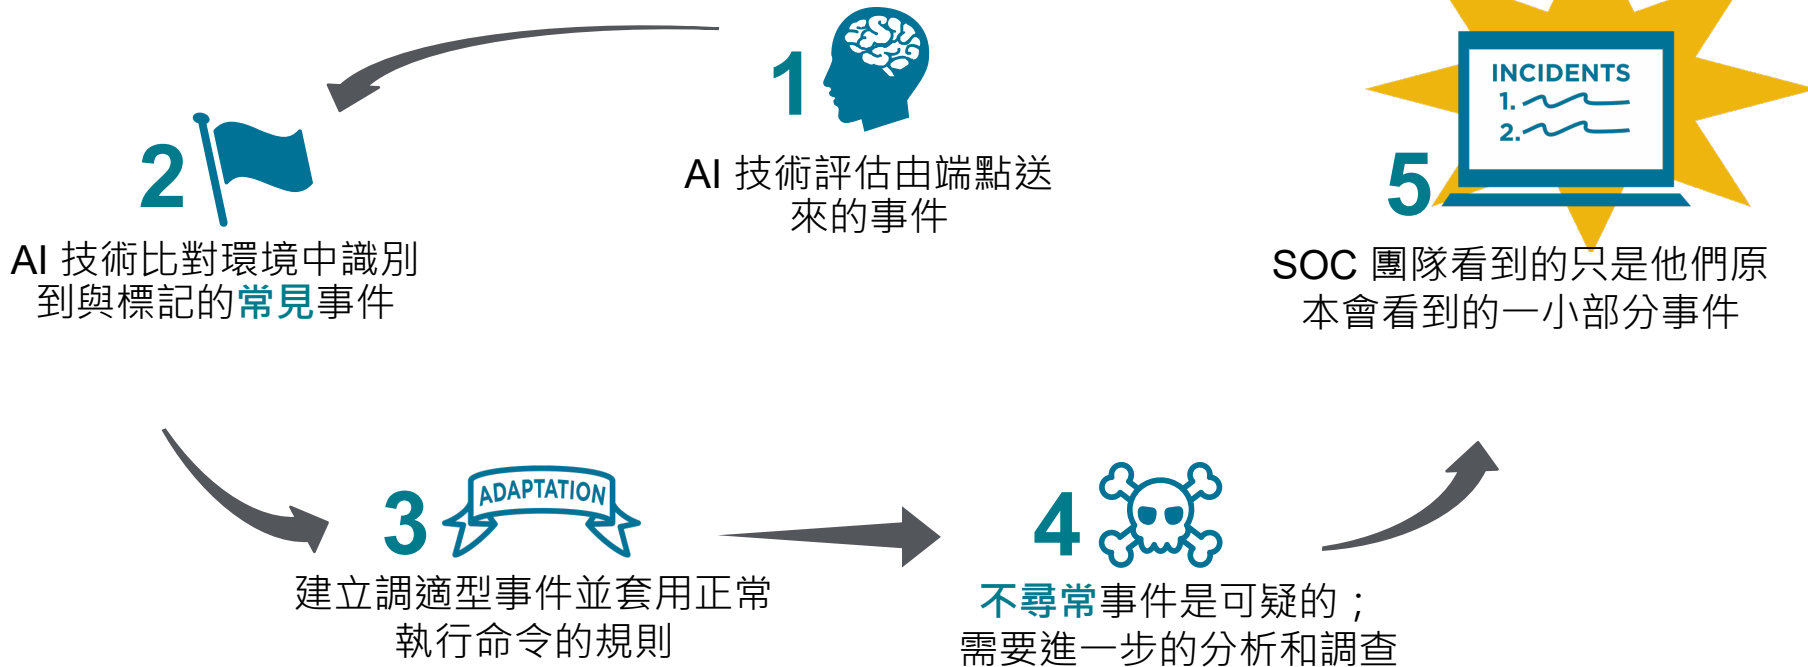 1
AI 技術評估由端點送
來的事件
2
AI 技術比對環境中識別
到與標記的常見事件
3
ADAPTATION
建立調適型事件並套用正常
執行命令的規則
4
不尋常事件是可疑的；
需要進一步的分析和調查
5
INCIDENTS
1.
2.
SOC 團隊看到的只是他們原
本會看到的一小部分事件